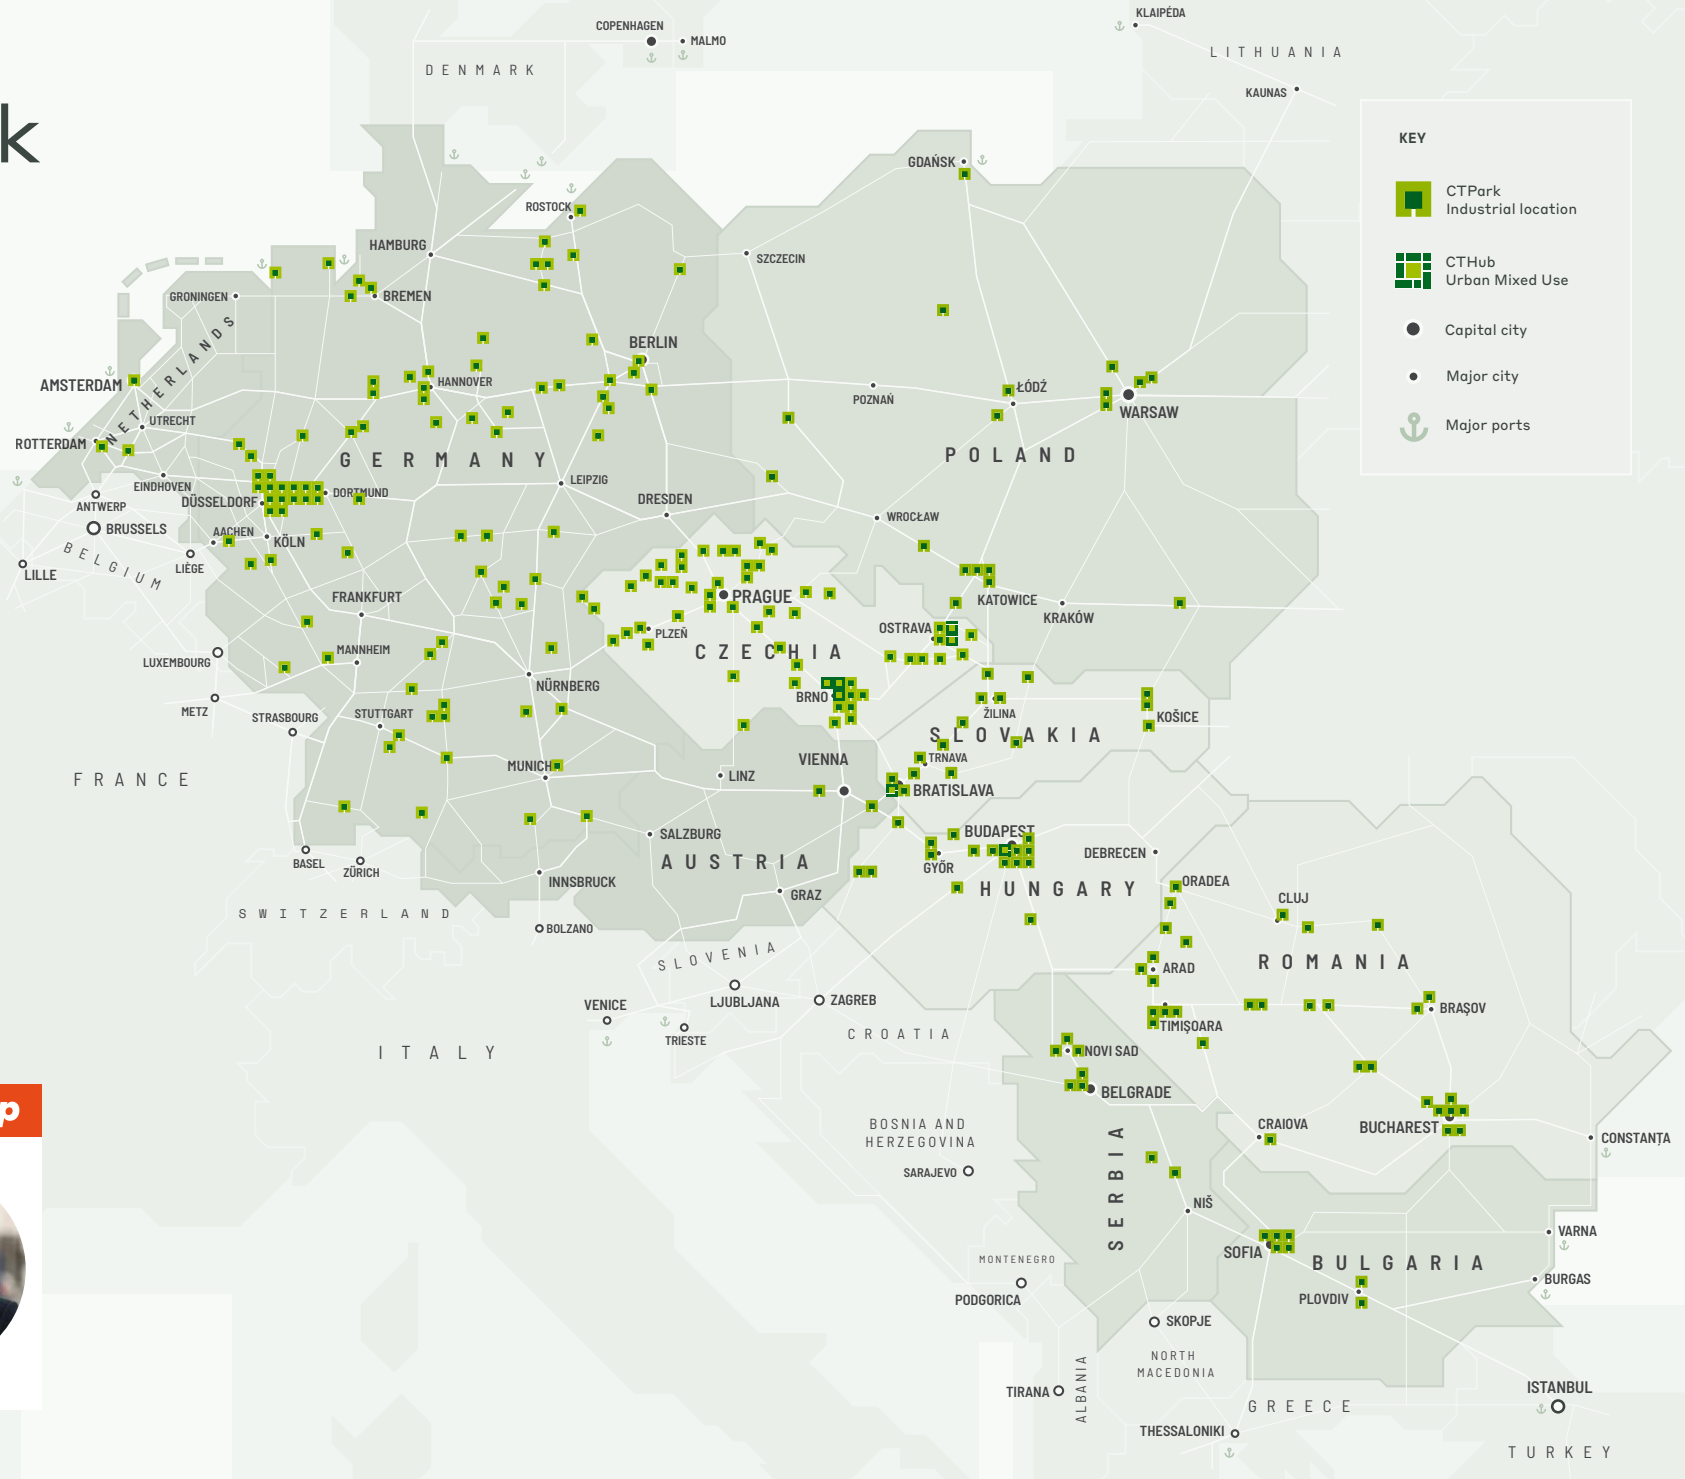 k
COPENHAGEN
MALMO
DENMARK
KLAIPÉDA
LITHUANIA
KAUNAS
KEY
CTPark
Industrial location
CTHub
Urban Mixed Use
Capital city
Major city
Major ports
GDAŃSK
ROSTOCK
HAMBURG
SZCZECIN
GRONINGEN
BREMEN
NETHERLANDS
BERLIN
AMSTERDAM
HANNOVER
POZNAŃ
ŁÓDŹ
WARSAW
UTRECHT
ROTTERDAM
GERMANY
POLAND
EINDHOVEN
LEIPZIG
DORTMUND
DÜSSELDORF
DRESDEN
ANTWERP
WROCŁAW
BRUSSELS
AACHEN
KÖLN
BELGIUM
LIÈGE
LILLE
FRANKFURT
PRAGUE
KATOWICE
KRAKÓW
OSTRAVA
PLZEŇ
CZECHIA
LUXEMBOURG
MANNHEIM
NÜRNBERG
BRNO
METZ
STRASBOURG
STUTTGART
ŽILINA
KOŠICE
SLOVAKIA
FRANCE
MUNICH
LINZ
VIENNA
TRNAVA
BRATISLAVA
SALZBURG
BUDAPEST
BASEL
ZÜRICH
AUSTRIA
GYŐR
DEBRECEN
INNSBRUCK
GRAZ
HUNGARY
ORADEA
CLUJ
SWITZERLAND
BOLZANO
SLOVENIA
ROMANIA
ARAD
VENICE
LJUBLJANA
ZAGREB
BRAŞOV
TRIESTE
CROATIA
TIMIŞOARA
ITALY
NOVI SAD
BELGRADE
p
BOSNIA AND
HERZEGOVINA
CRAIOVA
BUCHAREST
CONSTANȚA
SARAJEVO
SERBIA
NIŠ
VARNA
SOFIA
BULGARIA
MONTENEGRO
BURGAS
PODGORICA
PLOVDIV
SKOPJE
NORTH
MACEDONIA
TIRANA
ALBANIA
ISTANBUL
GREECE
THESSALONIKI
TURKEY